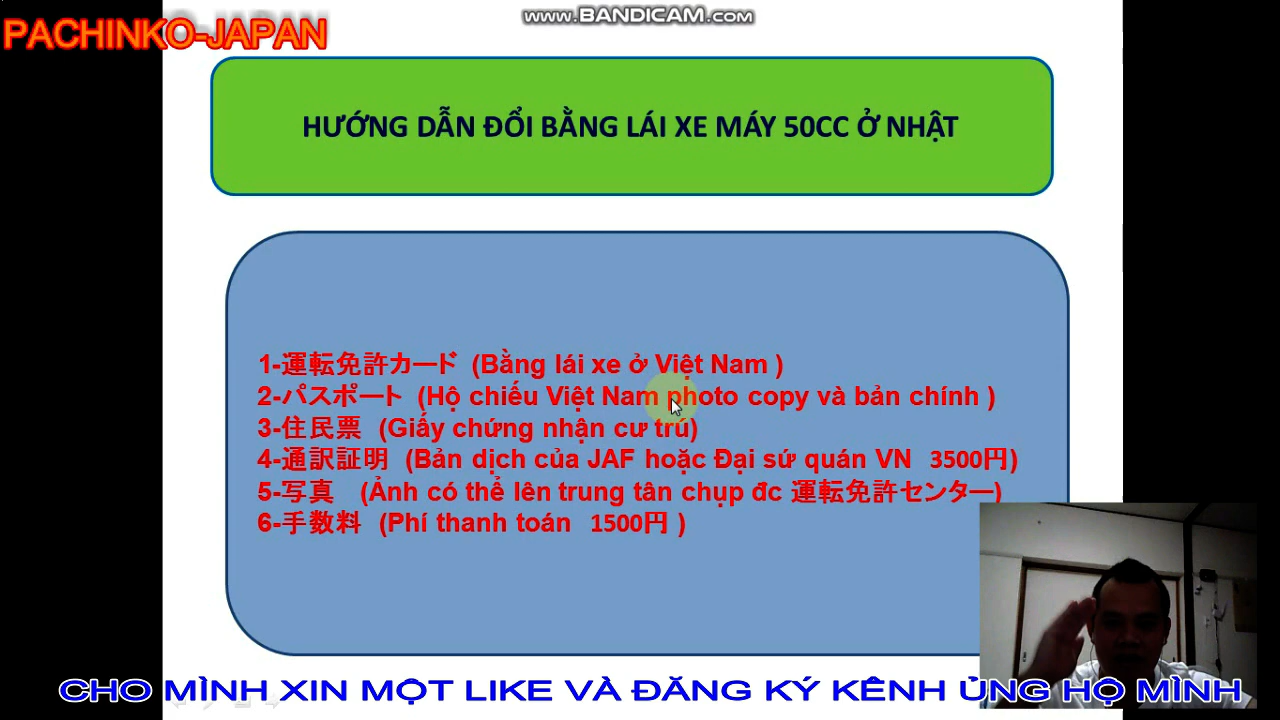 PACHINKO-JAPAN
WWW.BANDICAM.COM
HƯỚNG DẪN ĐỔI BẰNG LÁI XE MÁY 50CC Ở NHẬT
1-運転免許カード (Bằng lái xe ở Việt Nam )
2-パスポート (Hộ chiếu Việt Nam photo copy và bản chính )
3-住民票 (Giấy chứng nhận cư trú)
4-通訳証明 (Bản dịch của JAF hoặc Đại sứ quán VN 3500円)
5-写真 (Ảnh có thể lên trung tân chụp đc 運転免許センター)
6-手数料 (Phí thanh toán 1500円 )
CHO MÌNH XIN MỘT LIKE VÀ ĐĂNG KÝ KÊNH ỦNG HỘ MÌNH